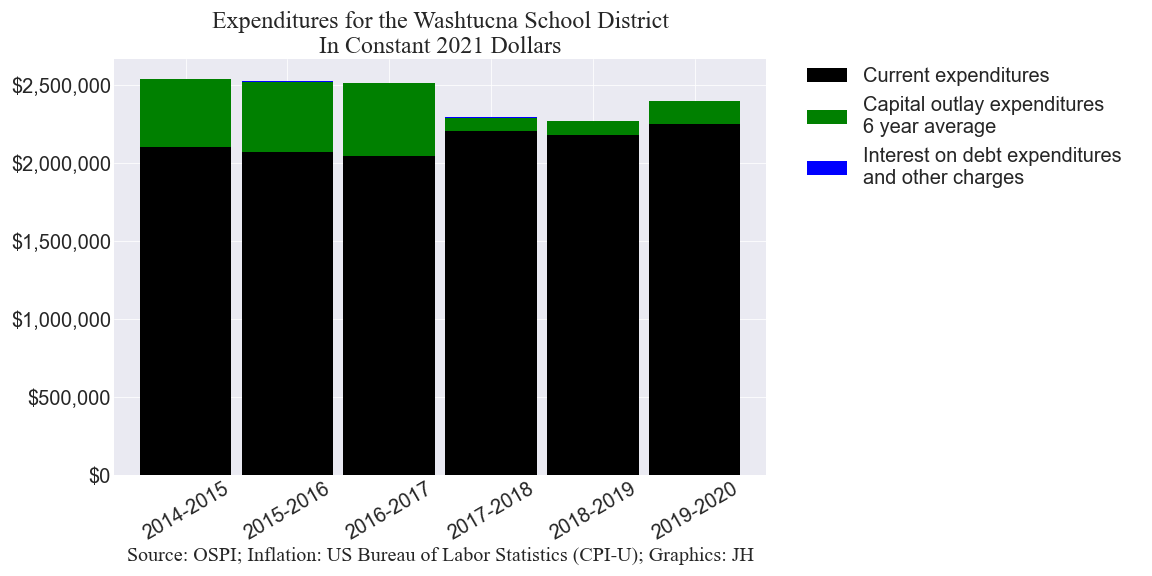 Expenditures for the Washtucna School District
In Constant 2021 Dollars
$2,500,000
$2,000,000
$1,500,000
$1,000,000
$500,000
$0
2014-2015
2015-2016
2016-2017
2017-2018
2018-2019
2019-2020
Current expenditures
Capital outlay expenditures
6 year average
Interest on debt expenditures
and other charges
Source: OSPI; Inflation: US Bureau of Labor Statistics (CPI-U); Graphics: JH